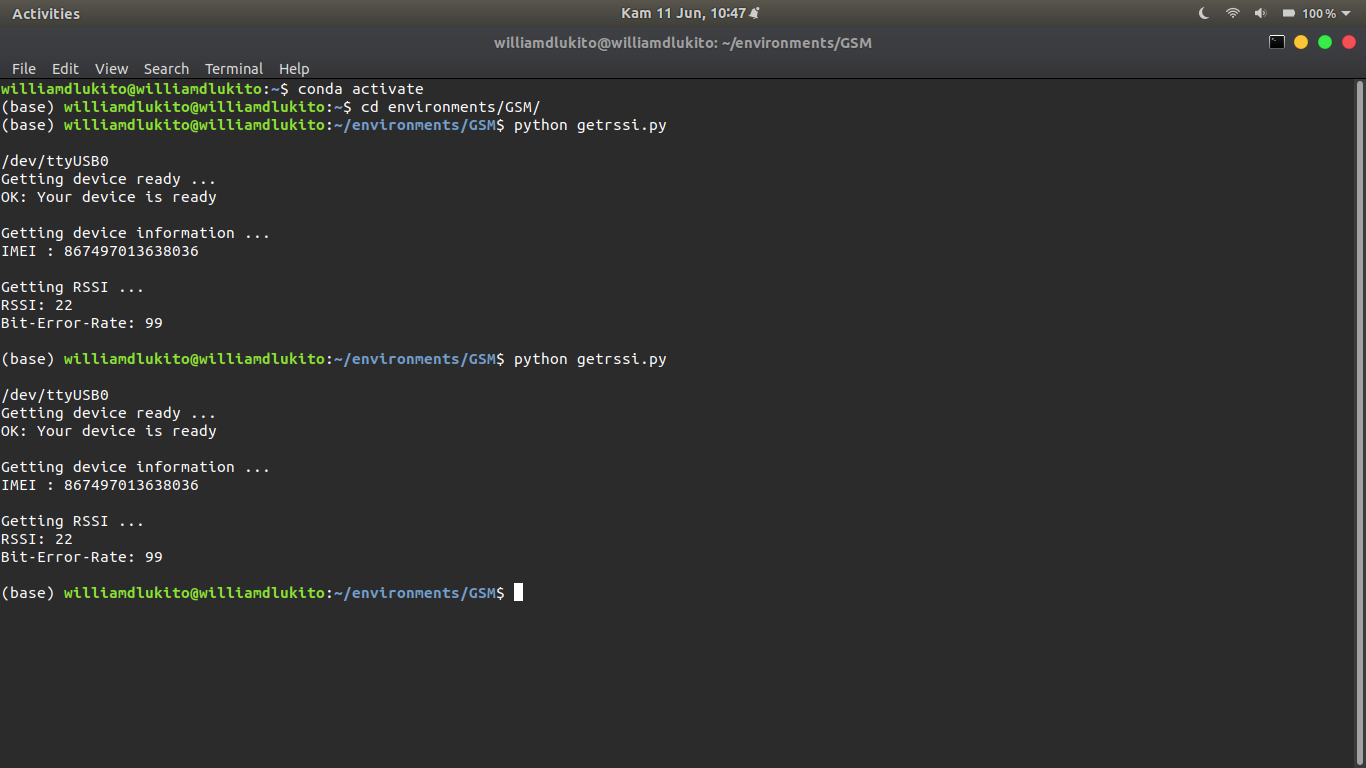 Activities
Kam 11 Jun, 10:47
100 %
williamdlukito@williamdlukito: ~/environments/GSM
File Edit View Search Terminal Help
williamdlukito@williamdlukito:~$ conda activate
(base) williamdlukito@williamdlukito:~$ cd environments/GSM/
(base) williamdlukito@williamdlukito:~/environments/GSM$ python getrssi.py
/dev/ttyUSB0
Getting device ready ...
OK: Your device is ready
Getting device information ...
IMEI : 867497013638036
Getting RSSI ...
RSSI: 22
Bit-Error-Rate: 99
(base) williamdlukito@williamdlukito:~/environments/GSM$ python getrssi.py
/dev/ttyUSB0
Getting device ready ...
OK: Your device is ready
Getting device information ...
IMEI : 867497013638036
Getting RSSI ...
RSSI: 22
Bit-Error-Rate: 99
(base) williamdlukito@williamdlukito:~/environments/GSM$